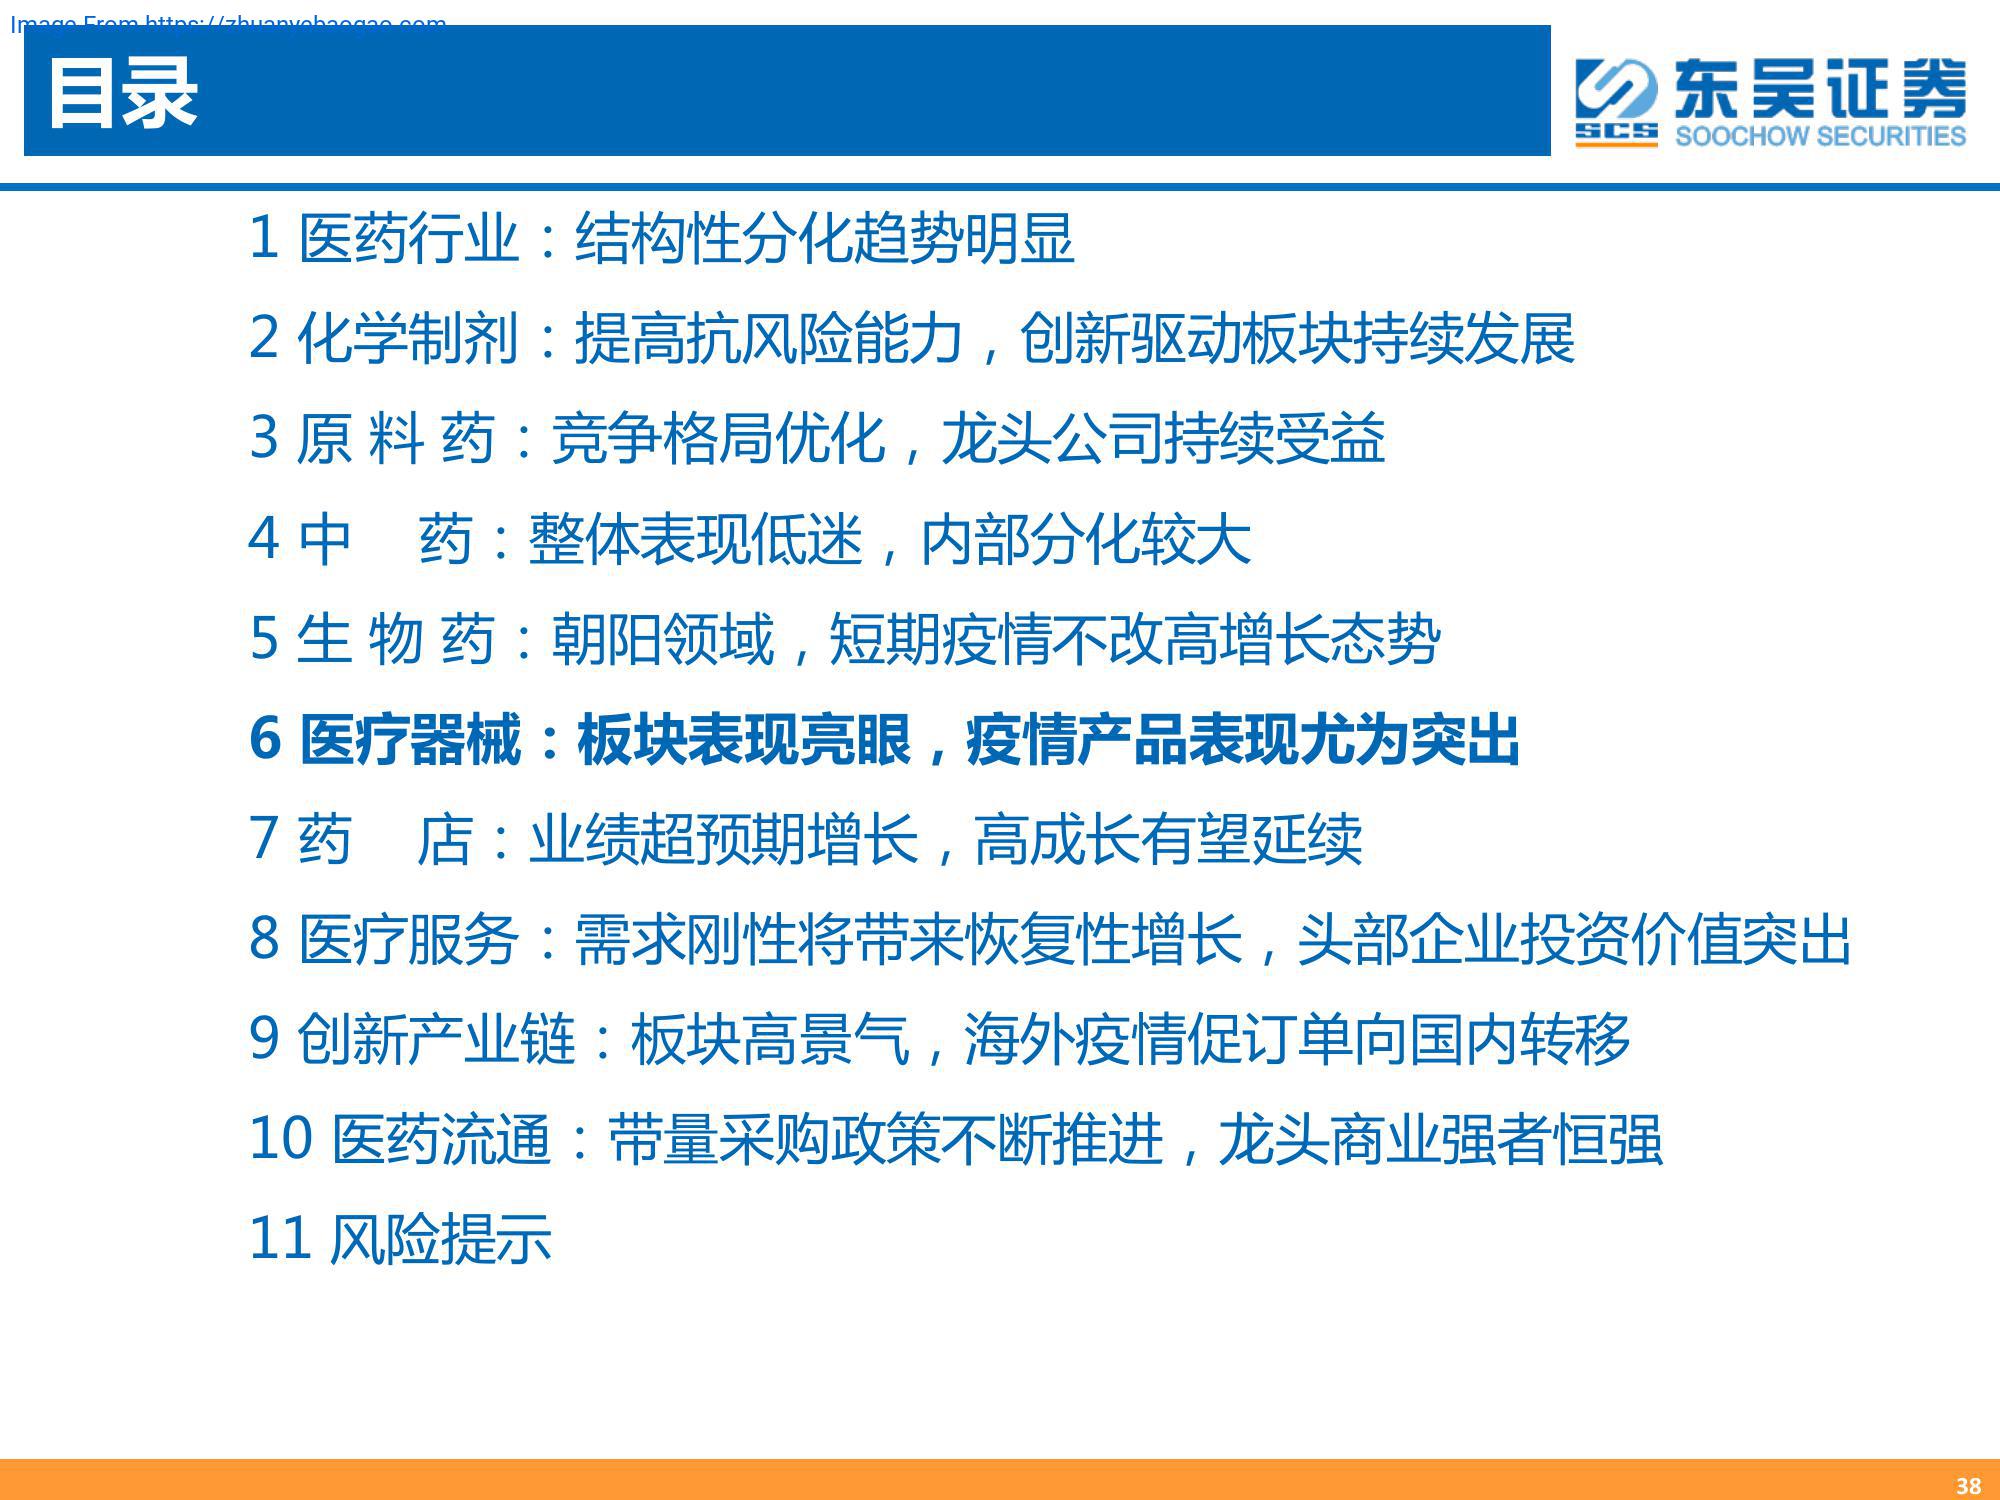 Image From https://zhuanyebaogao.com
目录
东吴证券
SCS
SOOCHOW SECURITIES
1 医药行业：结构性分化趋势明显
2 化学制剂：提高抗风险能力，创新驱动板块持续发展
3 原 料 药：竞争格局优化，龙头公司持续受益
4 中　药：整体表现低迷，内部分化较大
5 生 物 药：朝阳领域，短期疫情不改高增长态势
6 医疗器械：板块表现亮眼，疫情产品表现尤为突出
7 药　店：业绩超预期增长，高成长有望延续
8 医疗服务：需求刚性将带来恢复性增长，头部企业投资价值突出
9 创新产业链：板块高景气，海外疫情促订单向国内转移
10 医药流通：带量采购政策不断推进，龙头商业强者恒强
11 风险提示
38